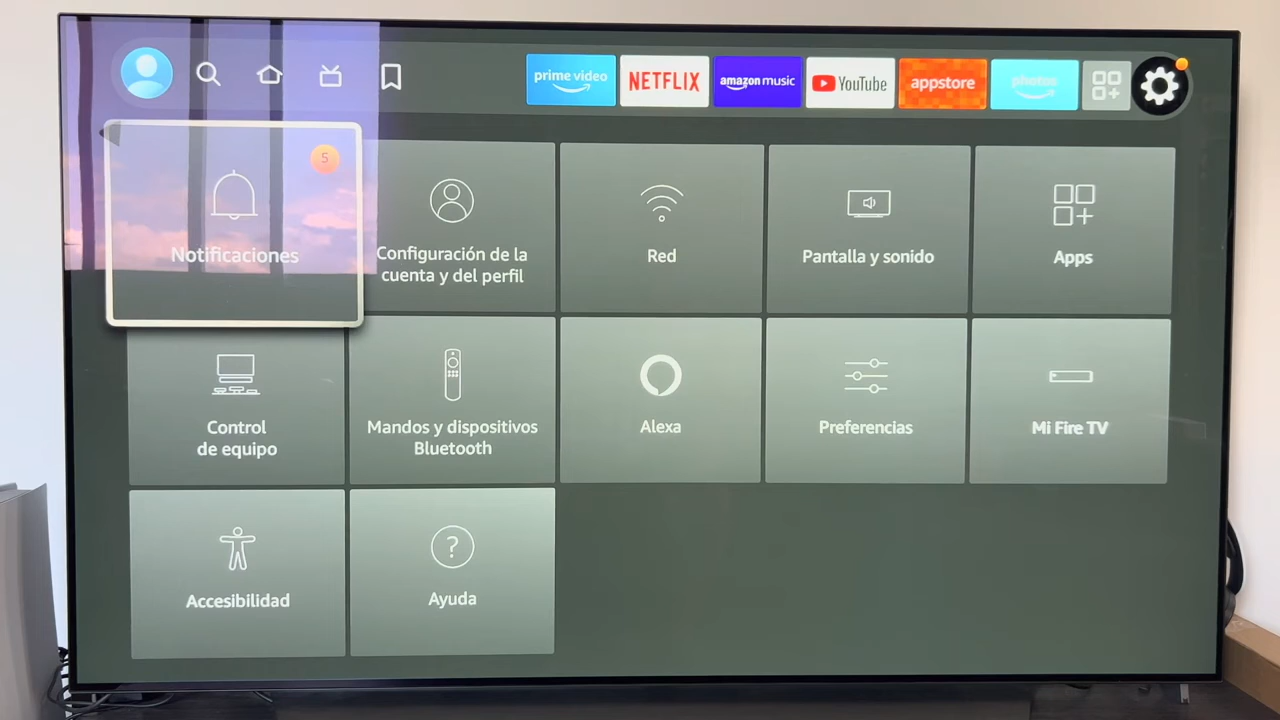 prime video
NETFLIX
amazon music
YouTube
appstore
photos
5
Notificaciones
Configuración de la
cuenta y del perfil
Red
Pantalla y sonido
Apps
Control
de equipo
Mandos y dispositivos
Bluetooth
Alexa
Preferencias
Mi Fire TV
Accesibilidad
?
Ayuda